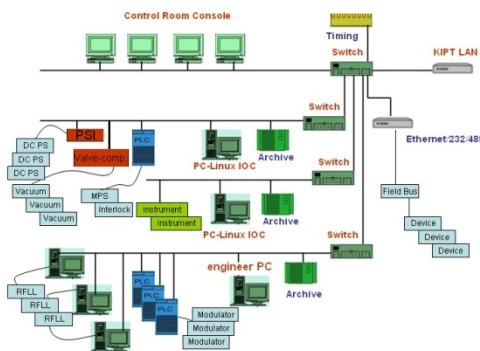 Control Room Console
Timing
Switch
KIPT LAN
Switch
PSI
PLC
DC PS
DC PS
DC PS
Valve-comp.
PC-Linux IOC
Archive
Ethernet/232/485
Vacuum
Vacuum
Vacuum
MPS
Interlock
Switch
instrument
instrument
PC-Linux IOC
Archive
Field Bus
Device
Device
Device
Switch
engineer PC
Archive
RFLL
RFLL
RFLL
PLC
PLC
PLC
Modulator
Modulator
Modulator